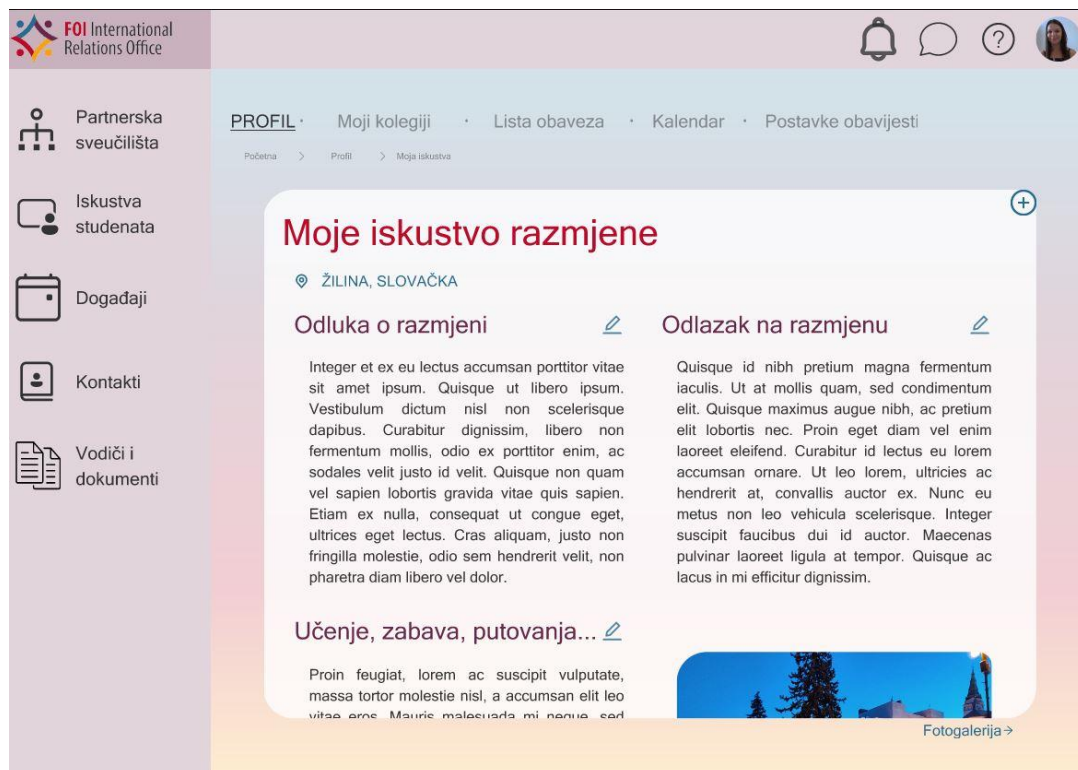 FOI International
Relations Office
Partnerska
sveučilišta
Iskustva
studenata
Događaji
Kontakti
Vodiči i
dokumenti
PROFIL · Moji kolegiji · Lista obaveza · Kalendar · Postavke obavijesti
Početna > Profil > Moja iskustva
Moje iskustvo razmjene
ŽILINA, SLOVAČKA
Odluka o razmjeni
Integer et ex eu lectus accumsan porttitor vitae
sit amet ipsum. Quisque ut libero ipsum.
Vestibulum dictum nisl non scelerisque
dapibus. Curabitur dignissim, libero non
fermentum mollis, odio ex porttitor enim, ac
sodales velit justo id velit. Quisque non quam
vel sapien lobortis gravida vitae quis sapien.
Etiam ex nulla, consequat ut congue eget,
ultrices eget lectus. Cras aliquam, justo non
fringilla molestie, odio sem hendrerit velit, non
pharetra diam libero vel dolor.
Odlazak na razmjenu
Quisque id nibh pretium magna fermentum
iaculis. Ut at mollis quam, sed condimentum
elit. Quisque maximus augue nibh, ac pretium
elit lobortis nec. Proin eget diam vel enim
laoreet eleifend. Curabitur id lectus eu lorem
accumsan ornare. Ut leo lorem, ultricies ac
hendrerit at, convallis auctor ex. Nunc eu
metus non leo vehicula scelerisque. Integer
suscipit faucibus dui id auctor. Maecenas
pulvinar laoreet ligula at tempor. Quisque ac
lacus in mi efficitur dignissim.
Učenje, zabava, putovanja...
Proin feugiat, lorem ac suscipit vulputate,
massa tortor molestie nisl, a accumsan elit leo
vitae eros. Mauris malesuada mi neque, sed
Fotogalerija→